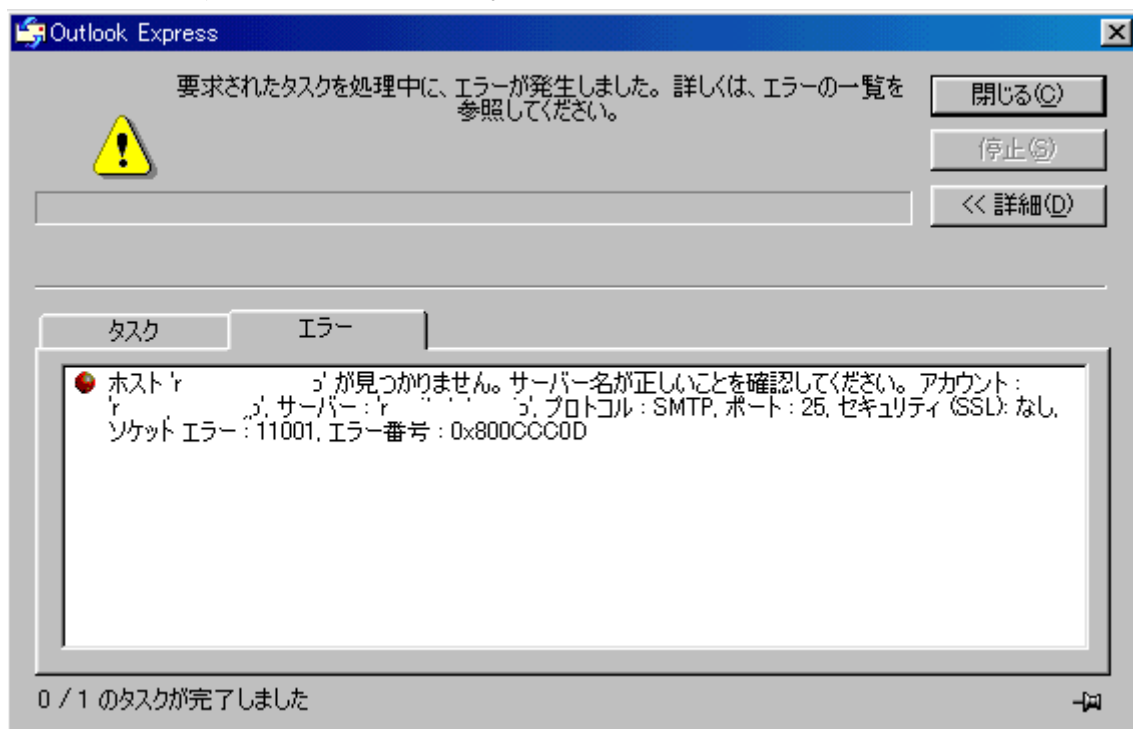 Outlook Express
要求されたタスクを処理中に、エラーが発生しました。詳しくは、エラーの一覧を
参照してください。
閉じる(C)
停止(S)
<< 詳細(D)
タスク
エラー
ホスト 'r が見つかりません。サーバー名が正しいことを確認してください。 アカウント :
'r サーバー : 'r プロトコル : SMTP, ポート : 25, セキュリティ (SSL): なし,
ソケット エラー : 11001, エラー番号 : 0x800CCC0D
0 / 1 のタスクが完了しました